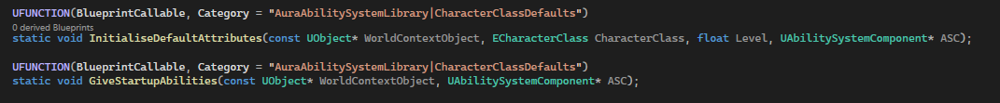 UFUNCTION(BlueprintCallable, Category = "AuraAbilitySystemLibrary|CharacterClassDefaults")
0 derived Blueprints
static void InitialiseDefaultAttributes(const UObject* WorldContextObject, ECharacterClass CharacterClass, float Level, UAbilitySystemComponent* ASC);
UFUNCTION(BlueprintCallable, Category = "AuraAbilitySystemLibrary|CharacterClassDefaults")
static void GiveStartupAbilities(const UObject* WorldContextObject, UAbilitySystemComponent* ASC);